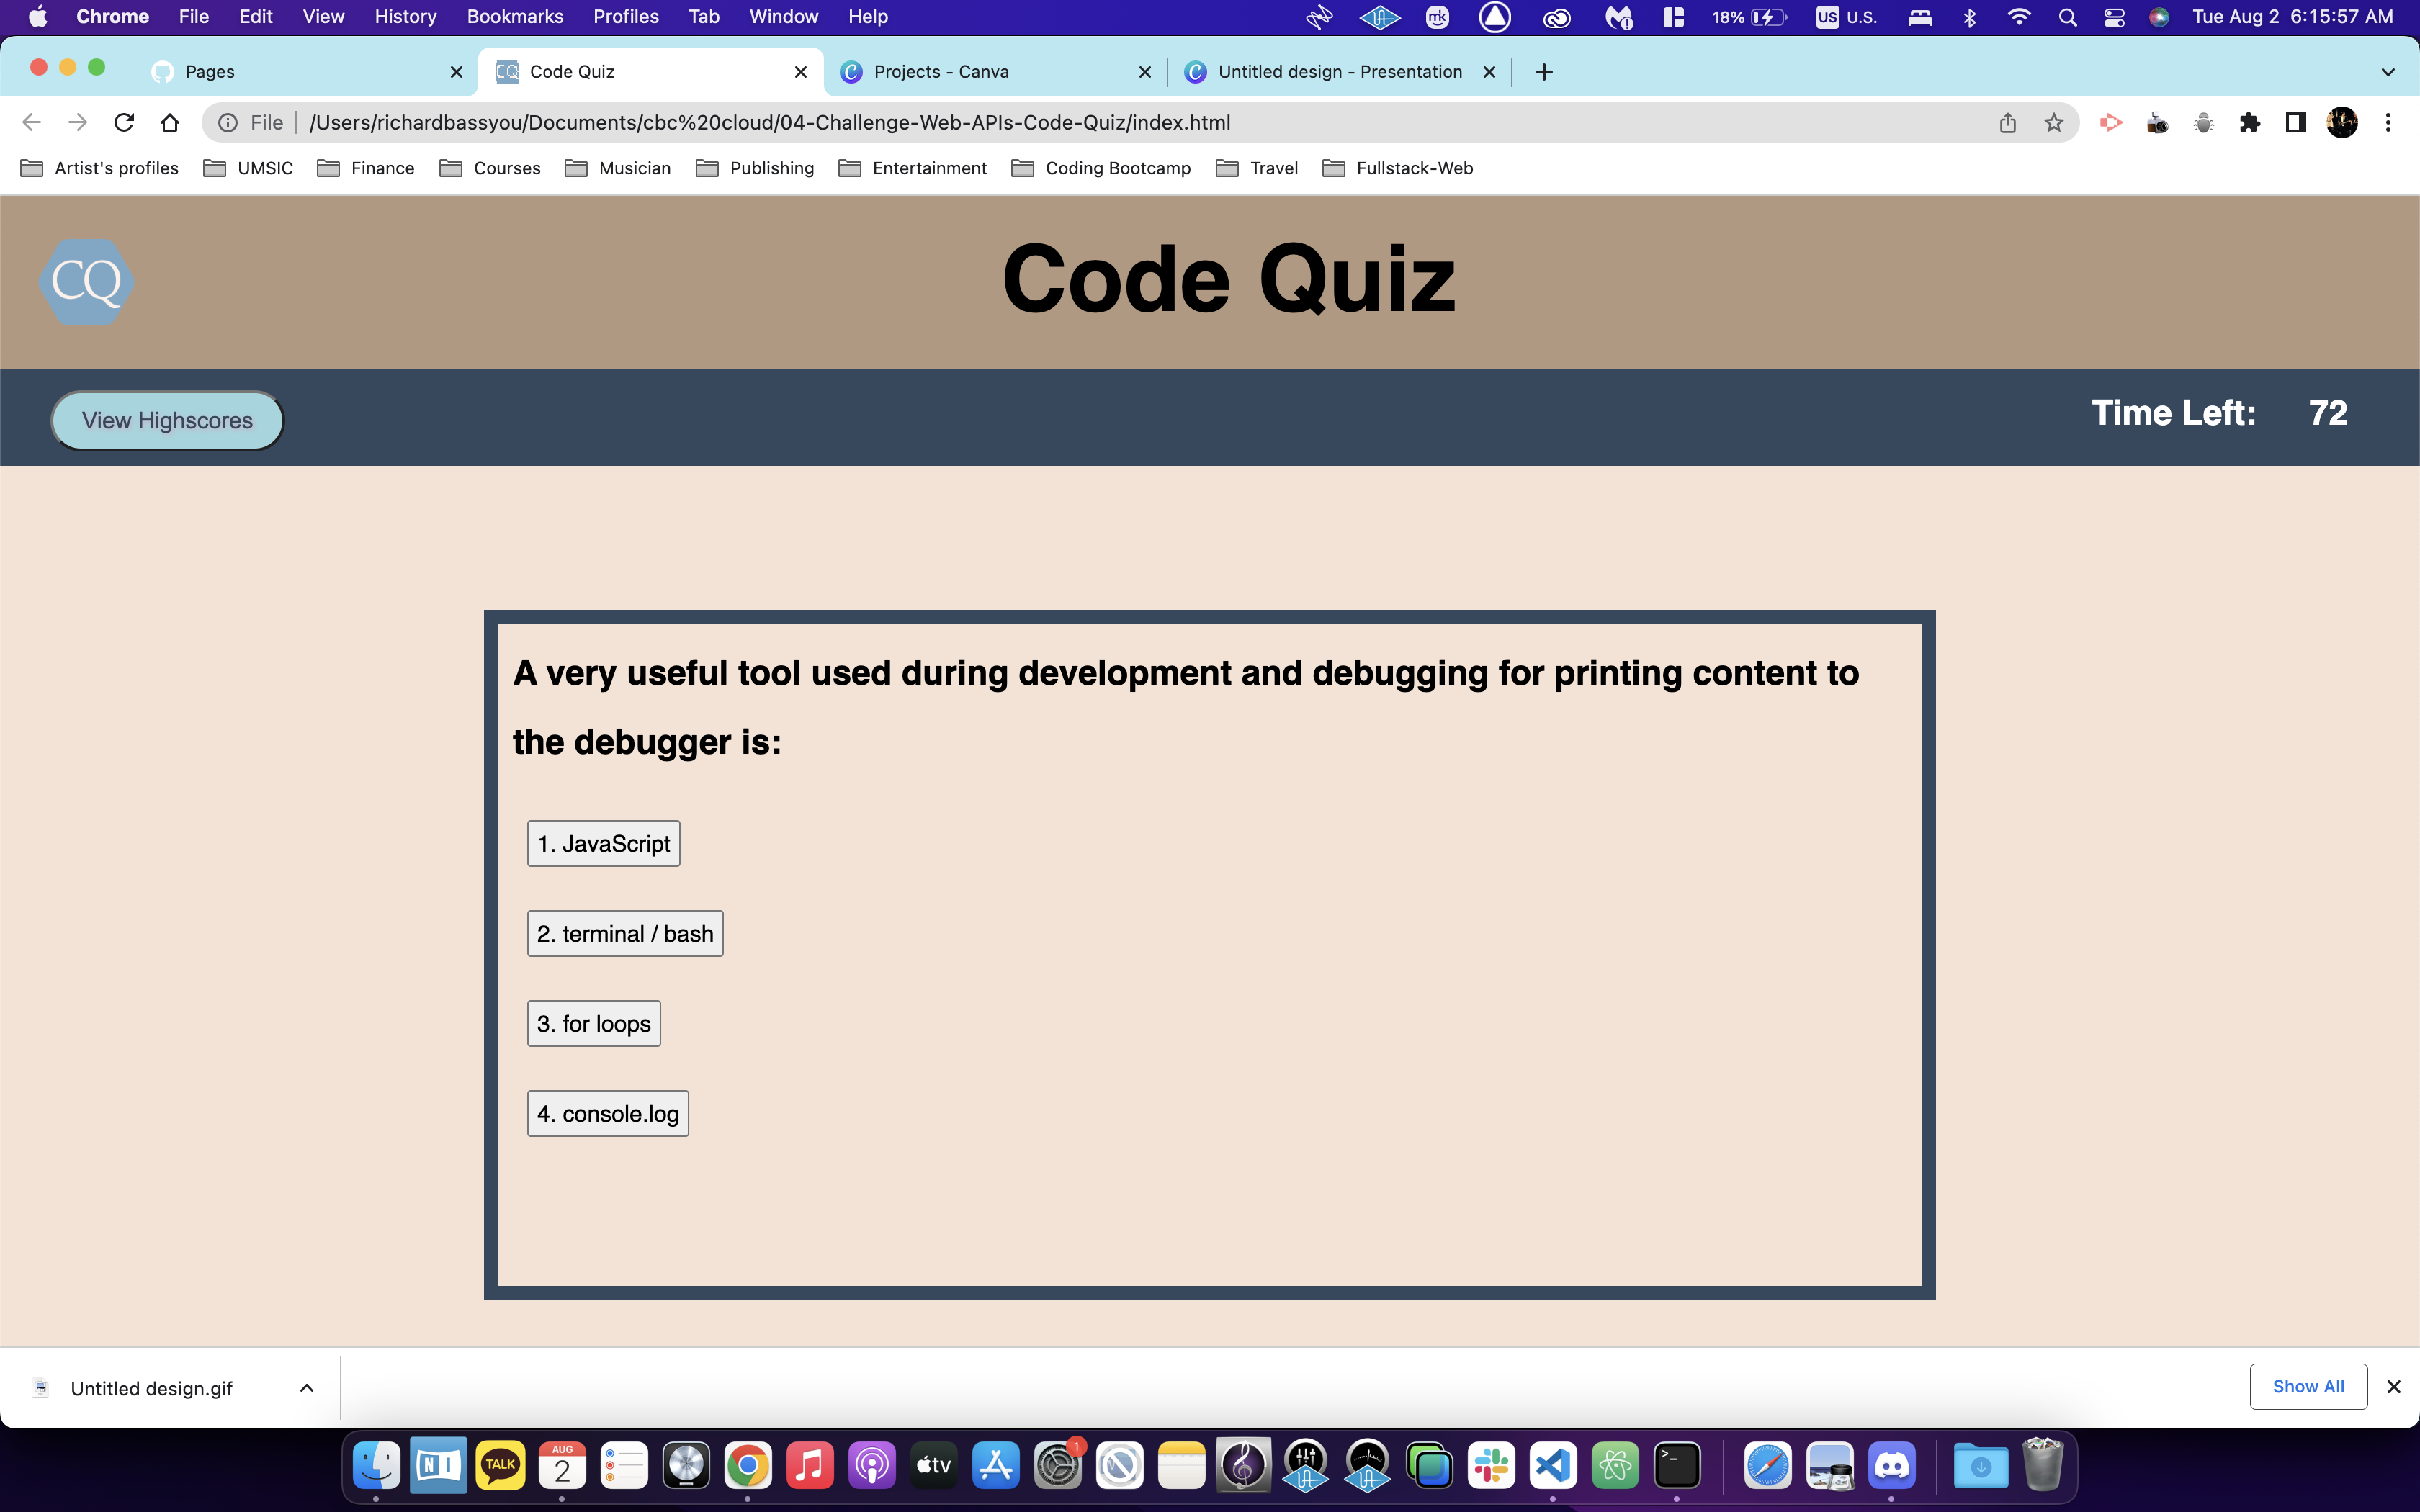 Chrome File Edit View History Bookmarks Profiles Tab Window Help mk 18% US U.S. Tue Aug 2 6:15:57 AM
Pages CQ Code Quiz Projects - Canva Untitled design - Presentation
File /Users/richardbassyou/Documents/cbc%20cloud/04-Challenge-Web-APIs-Code-Quiz/index.html
Artist's profiles UMSIC Finance Courses Musician Publishing Entertainment Coding Bootcamp Travel Fullstack-Web
CQ Code Quiz
View Highscores Time Left: 72
A very useful tool used during development and debugging for printing content to
the debugger is:
1. JavaScript
2. terminal / bash
3. for loops
4. console.log
Untitled design.gif Show All
NI TALK AUG 2 tv 1